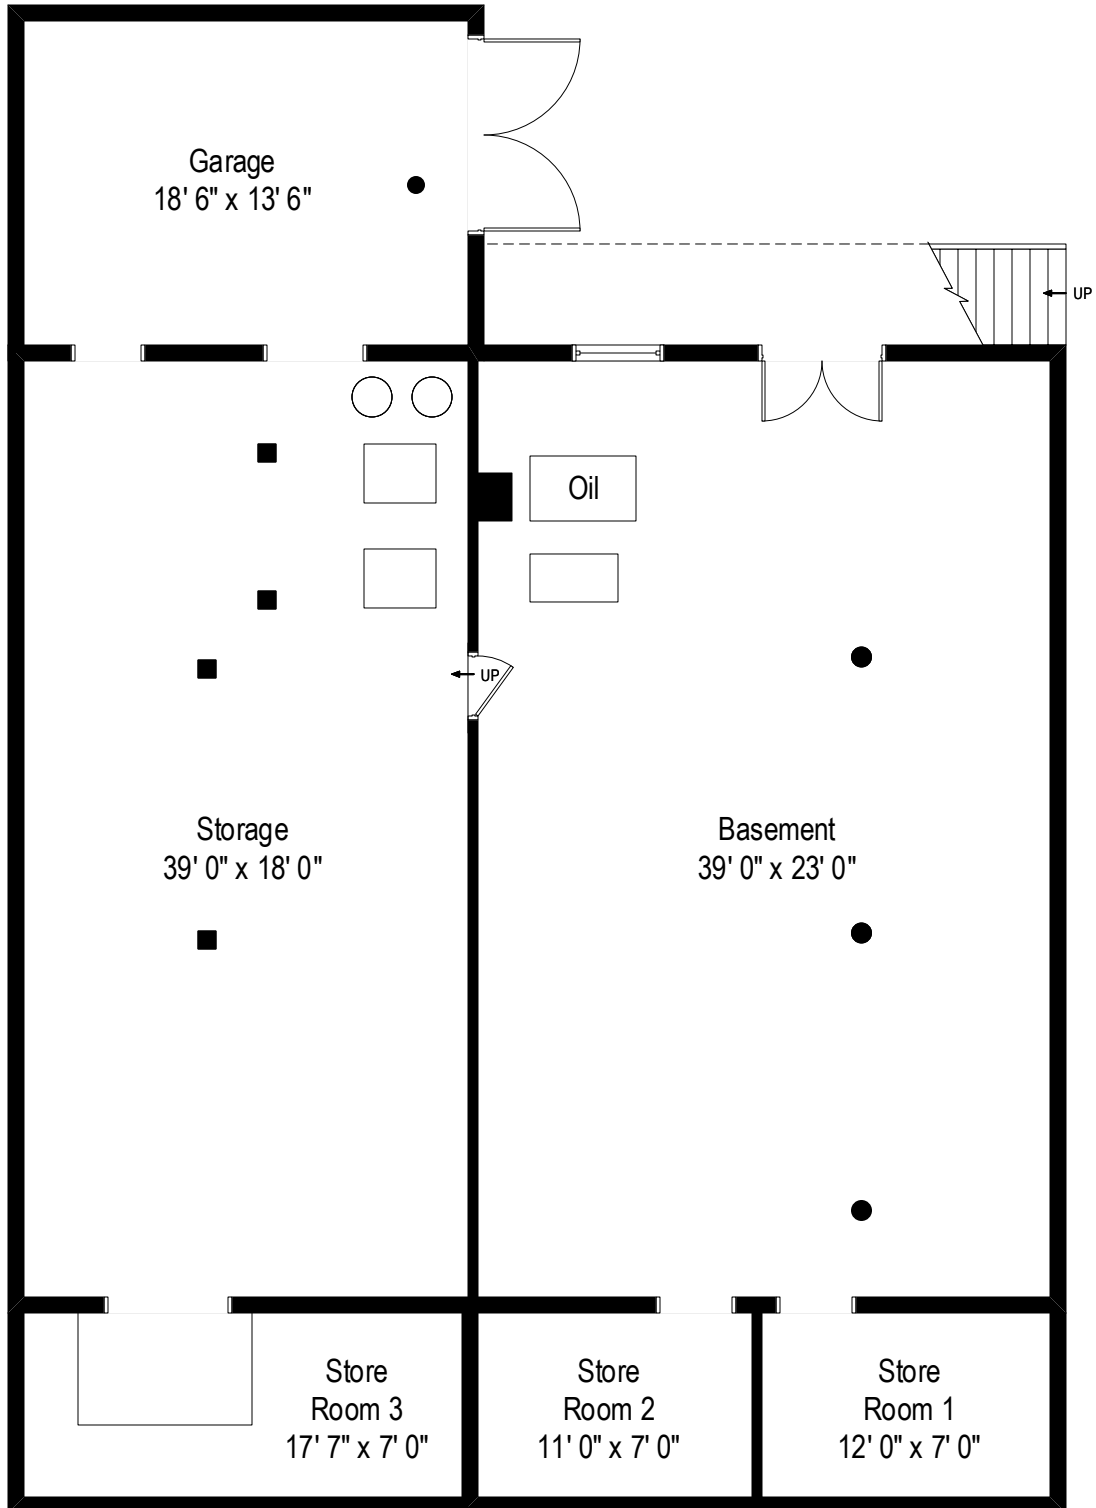 Garage
18' 6" x 13' 6"
UP
Oil
UP
Storage
39' 0" x 18' 0"
Basement
39' 0" x 23' 0"
Store
Room 3
17' 7" x 7' 0"
Store
Room 2
11' 0" x 7' 0"
Store
Room 1
12' 0" x 7' 0"